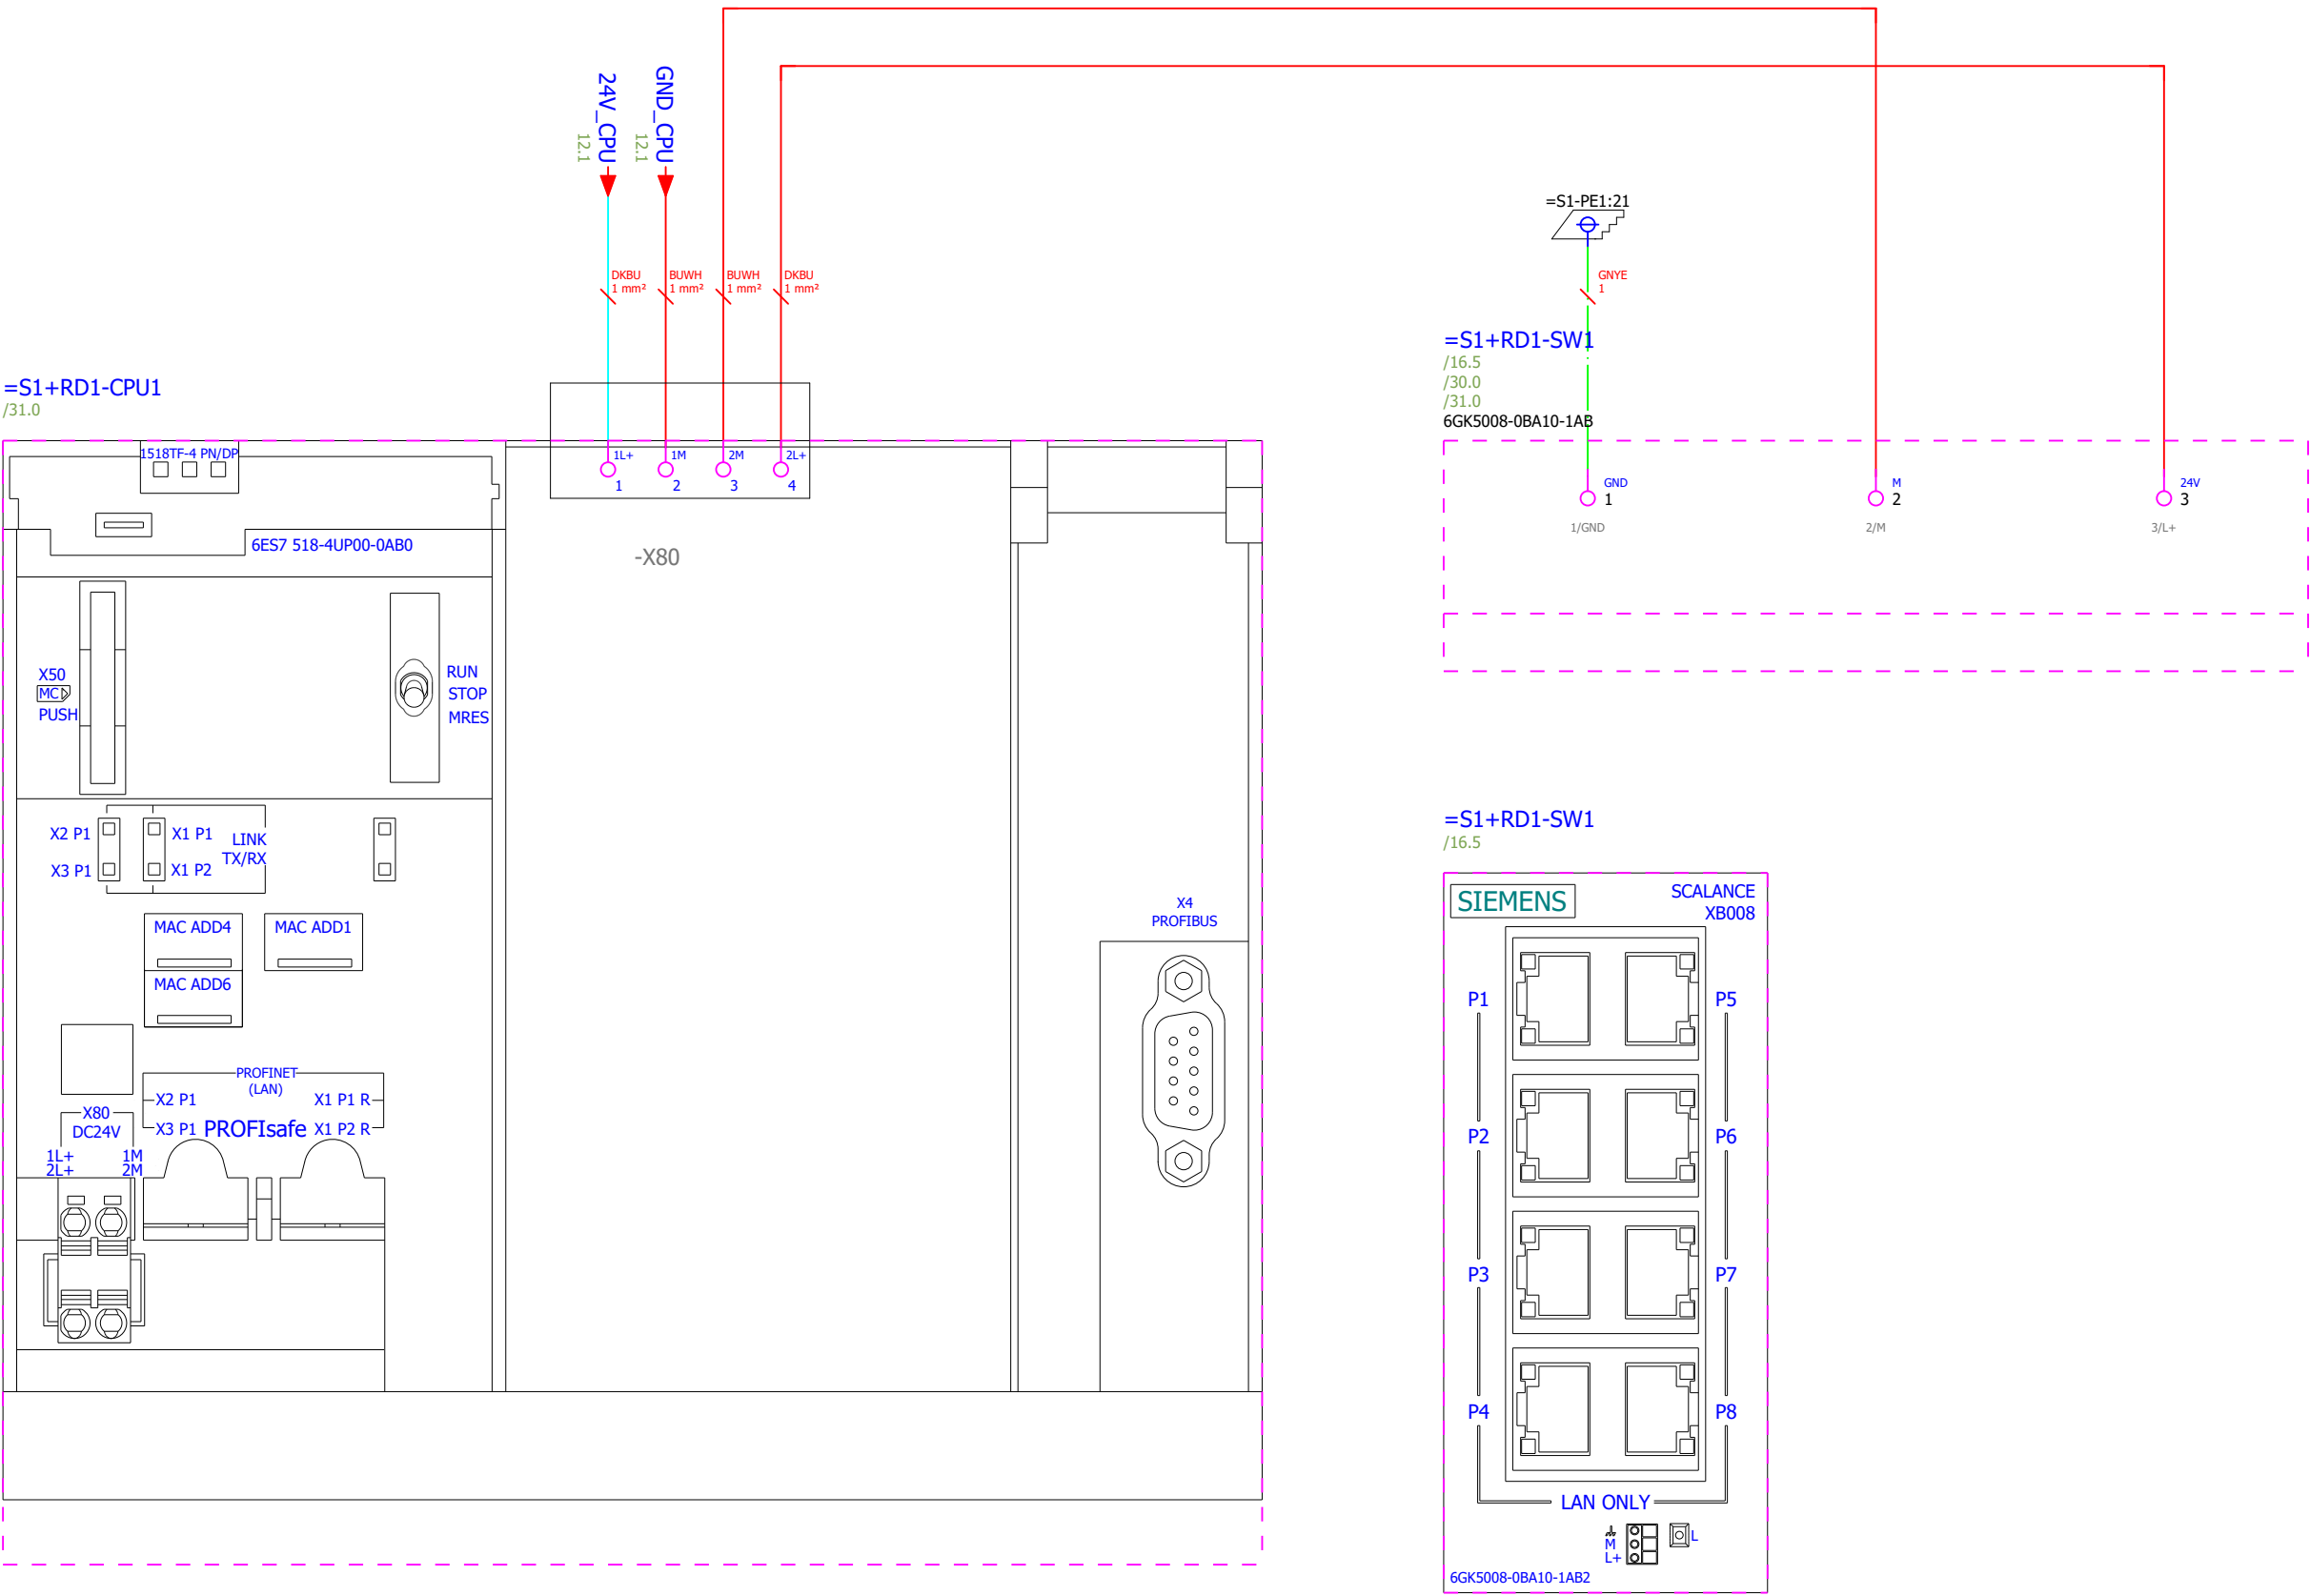 24V_CPU
12.1
GND_CPU
12.1
=S1-PE1:21
DKBU
1 mm²
BUWH
1 mm²
BUWH
1 mm²
DKBU
1 mm²
GNYE
1
=S1+RD1-SW1
/16.5
/30.0
/31.0
6GK5008-0BA10-1AB
=S1+RD1-CPU1
/31.0
1518TF-4 PN/DP
1L+
1
1M
2
2M
3
2L+
4
GND
1
M
2
24V
3
1/GND
2/M
3/L+
6ES7 518-4UP00-0AB0
-X80
X50
MC
PUSH
RUN
STOP
MRES
X2 P1
X1 P1
LINK
TX/RX
X3 P1
X1 P2
MAC ADD4
MAC ADD1
MAC ADD6
PROFINET
(LAN)
X2 P1
X1 P1 R
X3 P1
PROFIsafe
X1 P2 R
X80
DC24V
1L+
1M
2L+
2M
X4
PROFIBUS
=S1+RD1-SW1
/16.5
SIEMENS
SCALANCE
XB008
P1
P5
P2
P6
P3
P7
P4
P8
LAN ONLY
M
L+
L
6GK5008-0BA10-1AB2